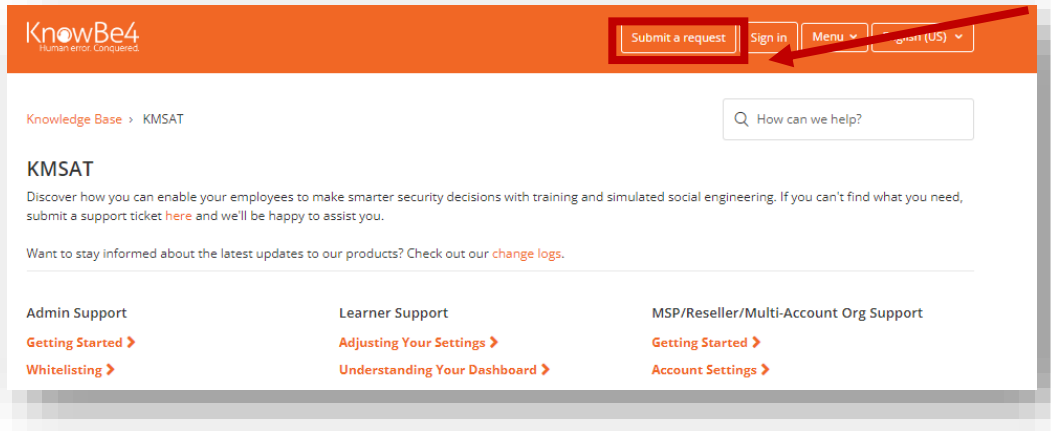 KnowBe4
Human error. Conquered.
Submit a request
Sign in
Menu
English (US)
Knowledge Base › KMSAT
How can we help?
KMSAT
Discover how you can enable your employees to make smarter security decisions with training and simulated social engineering. If you can't find what you need,
submit a support ticket here and we'll be happy to assist you.
Want to stay informed about the latest updates to our products? Check out our change logs.
Admin Support
Getting Started
Whitelisting
Learner Support
Adjusting Your Settings
Understanding Your Dashboard
MSP/Reseller/Multi-Account Org Support
Getting Started
Account Settings